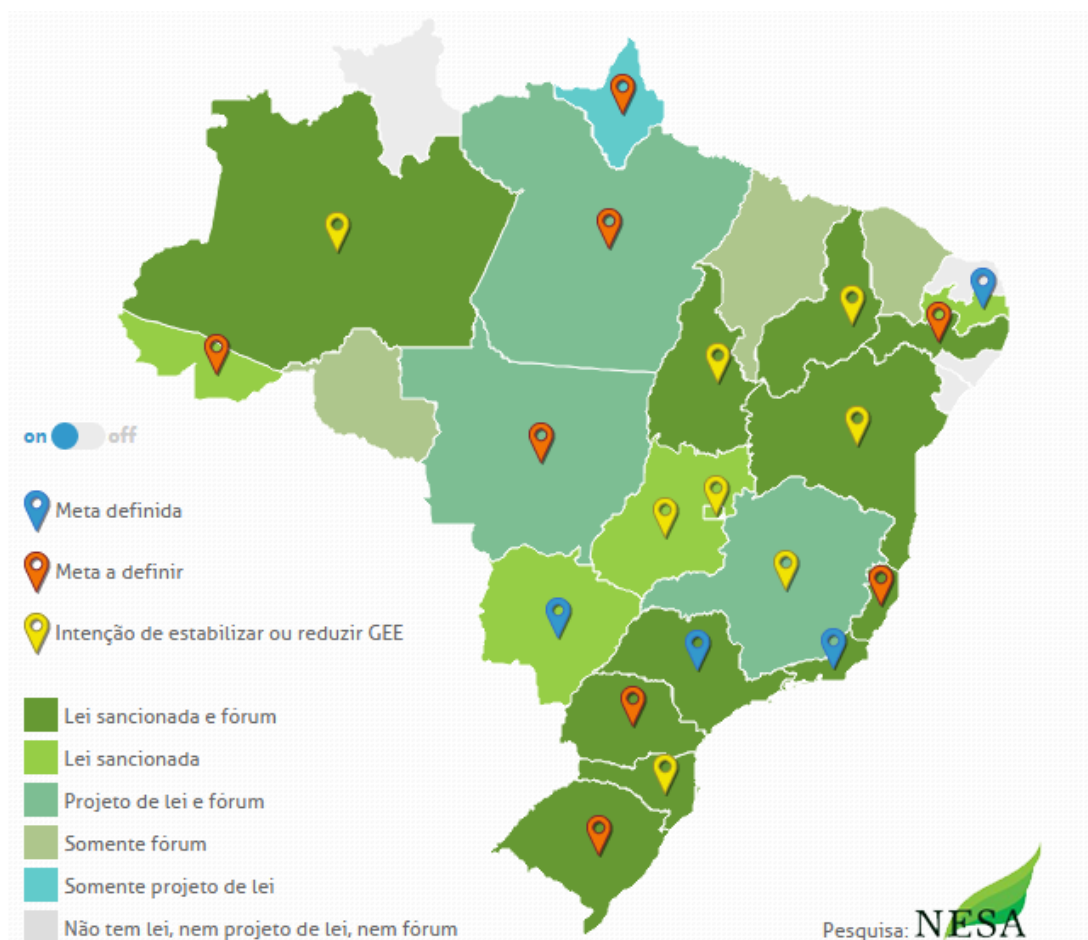 on off
Meta definida
Meta a definir
Intenção de estabilizar ou reduzir GEE
Lei sancionada e fórum
Lei sancionada
Projeto de lei e fórum
Somente fórum
Somente projeto de lei
Não tem lei, nem projeto de lei, nem fórum
Pesquisa: NESA